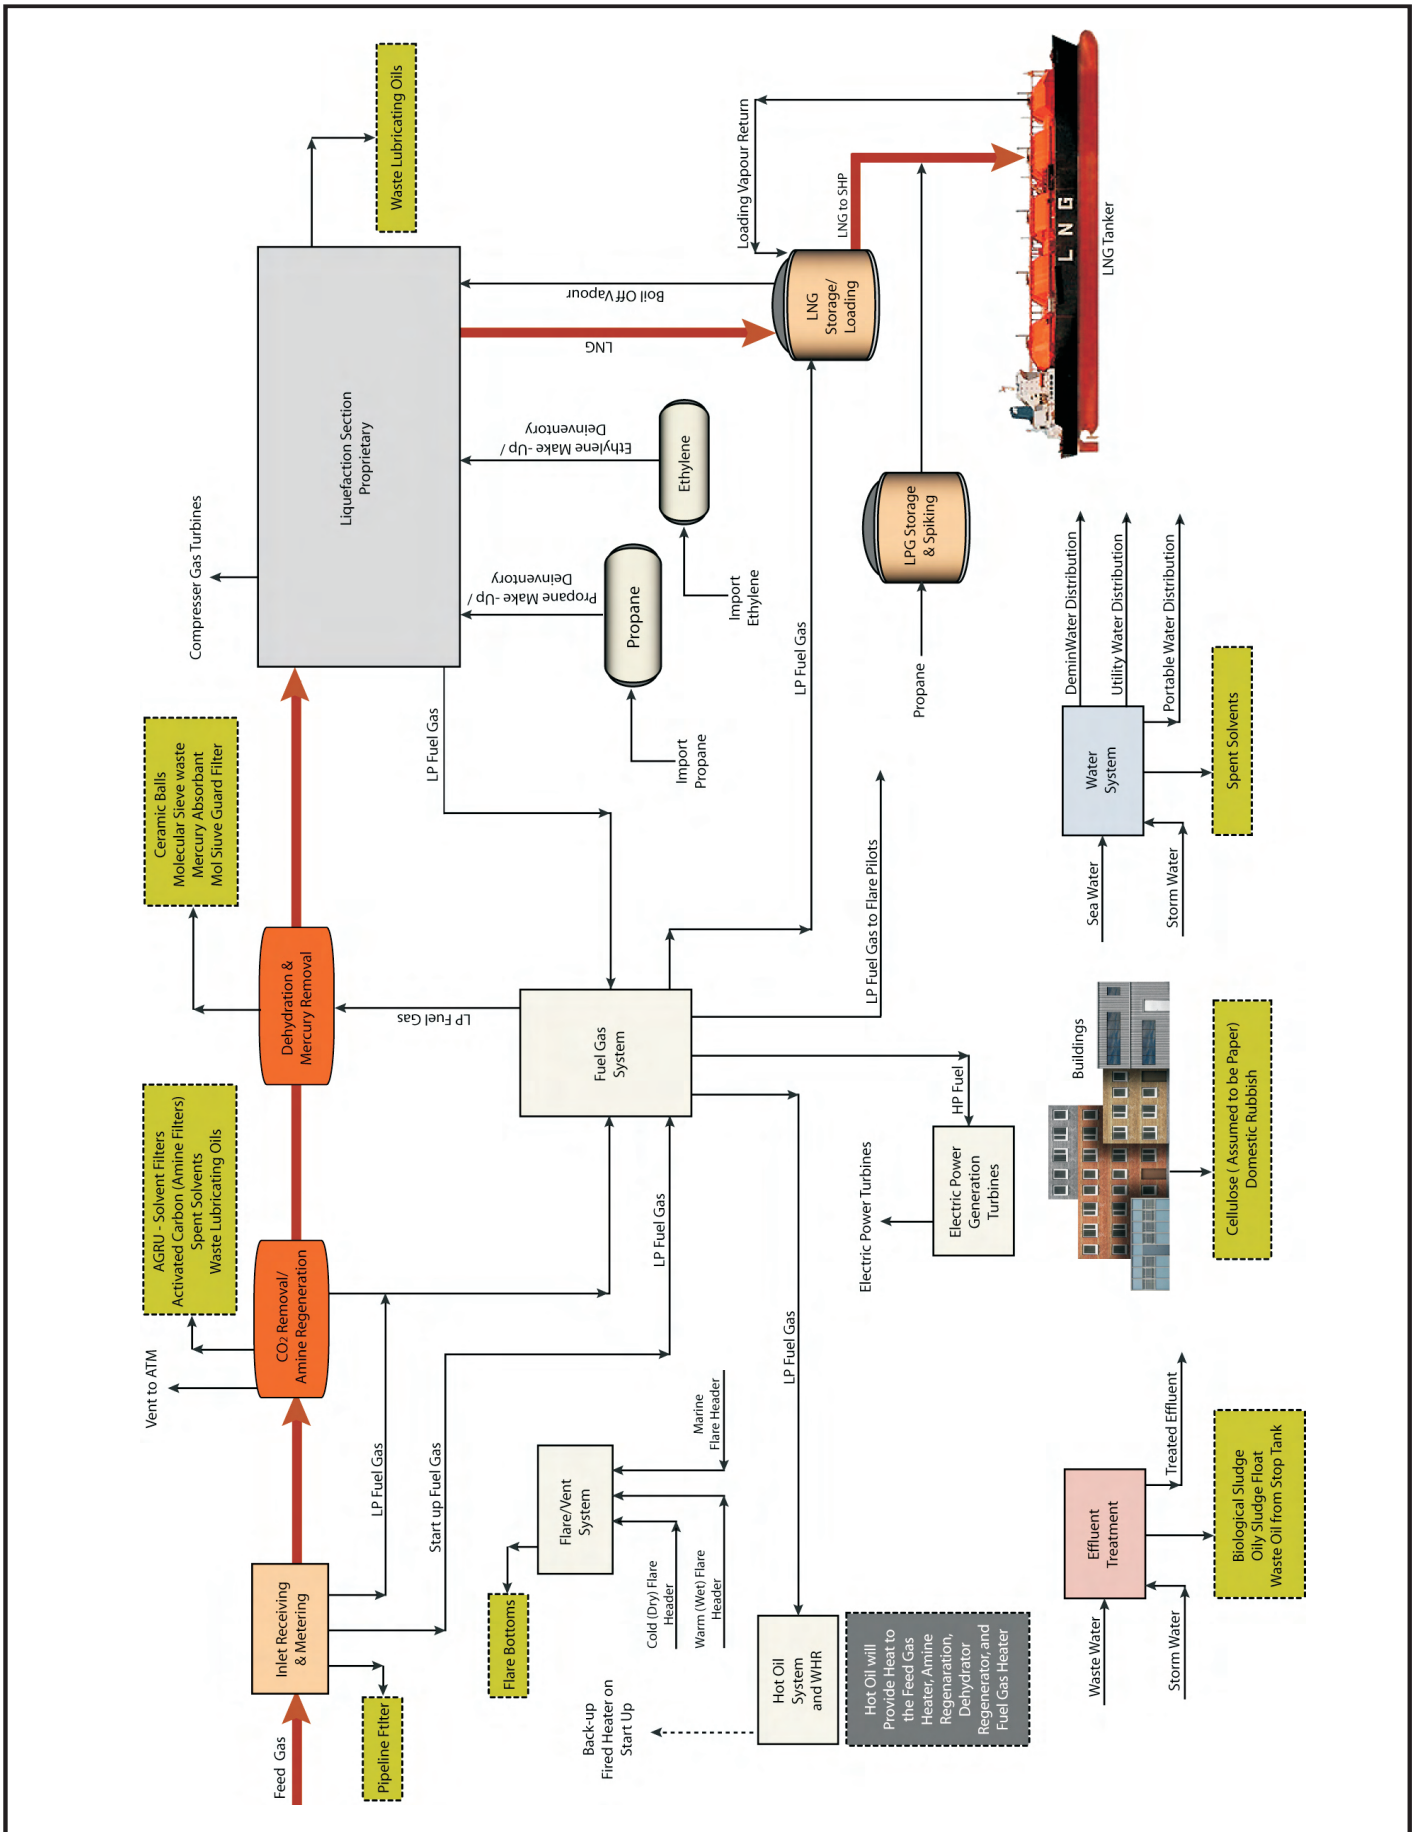 Feed Gas
Inlet Receiving
& Metering
Pipeline FtIter
LP Fuel Gas
Start up Fuel Gas
Vent to ATM
AGRU - Solvent Filters
Activated Carbon (Amine Filters)
Spent Solvents
Waste Lubricating Oils
CO2 Removal/
Amine Regeneration
Ceramic Balls
Molecular Sieve waste
Mercury Absorbant
Mol Siuve Guard Filter
Dehydration &
Mercury Removal
LP Fuel Gas
Compresser Gas Turbines
Liquefaction Section
Proprietary
Waste Lubricating Oils
LP Fuel Gas
Propane Make -Up /
Deinventory
Ethylene Make -Up /
Deinventory
LNG
Boil Off Vapour
Propane
Import
Propane
Ethylene
Import
Ethylene
LNG
Storage/
Loading
Loading Vapour Return
LNG to SHP
L N G
LNG Tanker
Flare Bottoms
Flare/Vent
System
Cold (Dry) Flare
Header
Warm (Wet) Flare
Header
Marine
Flare Header
LP Fuel Gas
Fuel Gas
System
LP Fuel Gas
LP Fuel Gas to Flare Pilots
HP Fuel
LP Fuel Gas
Propane
LPG Storage
& Spiking
Back-up
Fired Heater on
Start Up
Hot Oil
System
and WHR
Hot Oil will
Provide Heat to
the Feed Gas
Heater, Amine
Regenaration,
Dehydrator
Regenerator, and
Fuel Gas Heater
Electric Power Turbines
Electric Power
Generation
Turbines
Waste Water
Storm Water
Effluent
Treatment
Treated Effluent
Biological Sludge
Oily Sludge Float
Waste Oil from Stop Tank
Buildings
Cellulose ( Assumed to be Paper)
Domestic Rubbish
Sea Water
Storm Water
Water
System
DeminWater Distribution
Utility Water Distribution
Portable Water Distribution
Spent Solvents